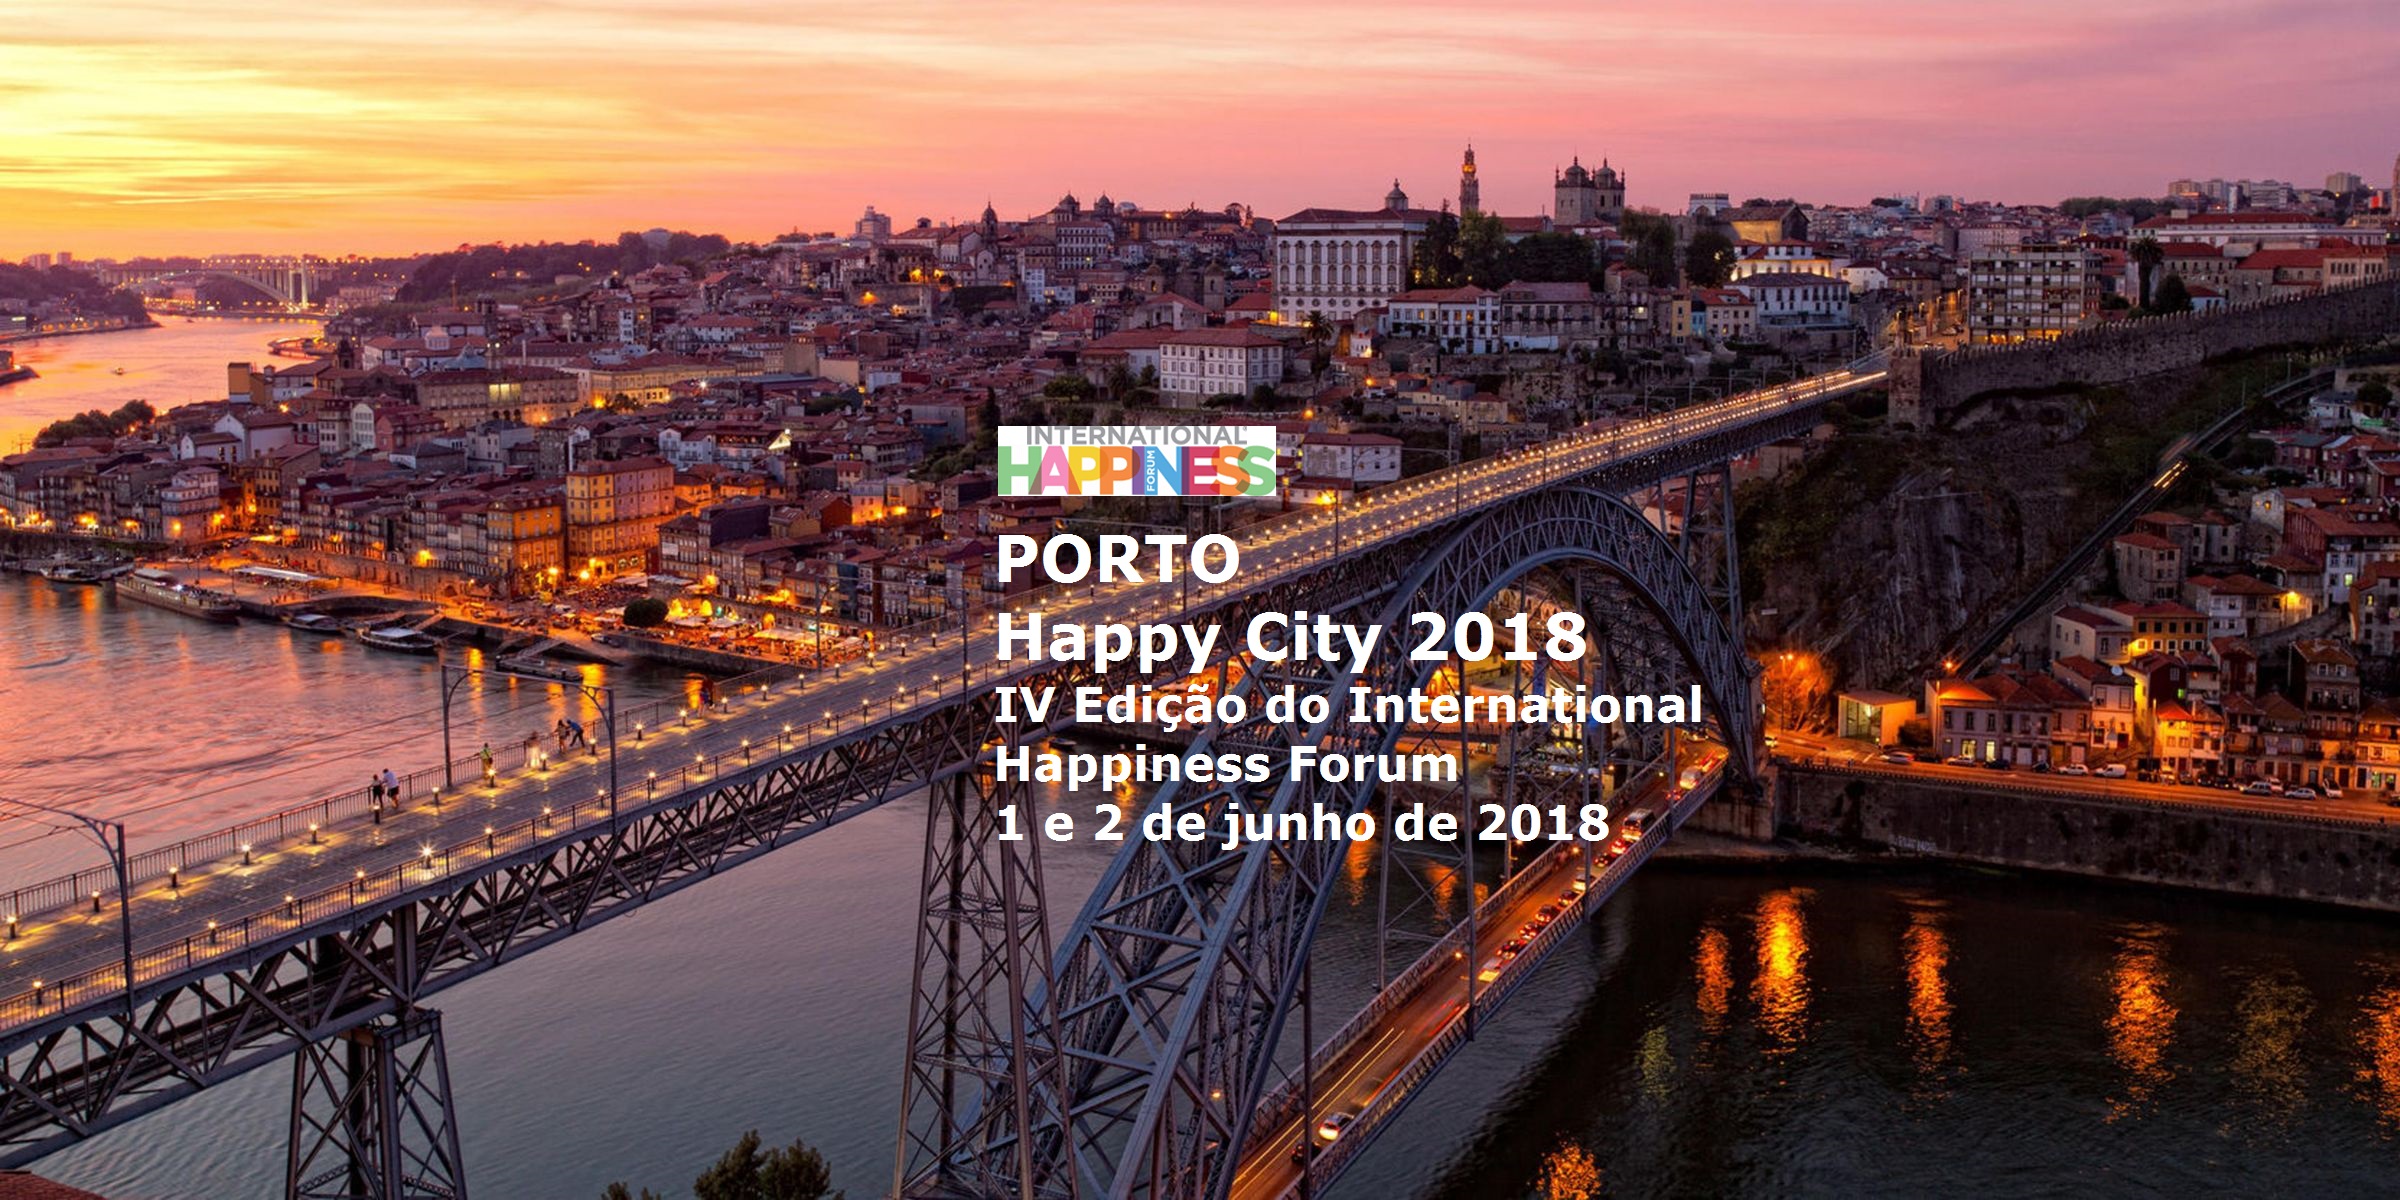 INTERNATIONAL
HAPPINESS
FORUM
PORTO
Happy City 2018
IV Edição do International
Happiness Forum
1 e 2 de junho de 2018